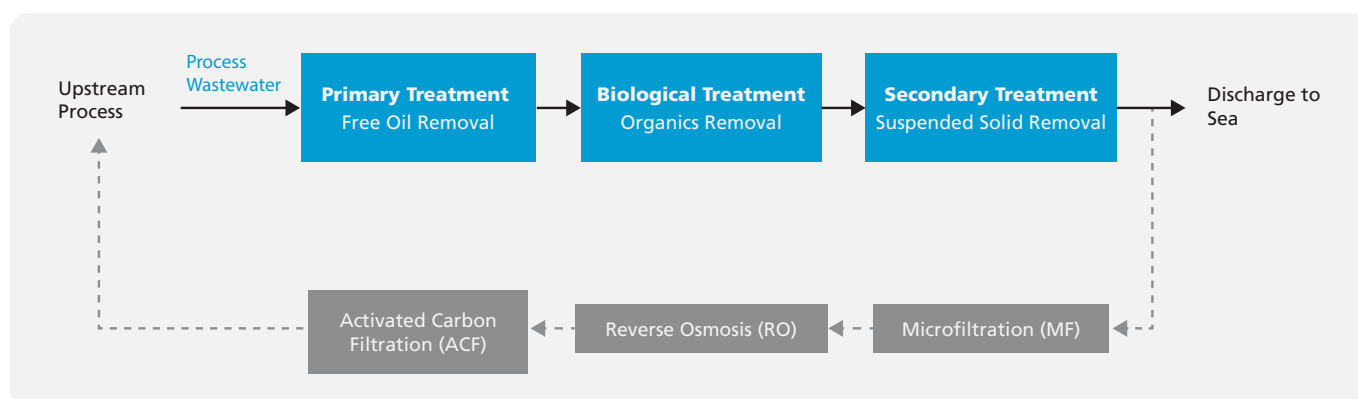 Upstream
Process
Process
Wastewater
Primary Treatment
Free Oil Removal
Biological Treatment
Organics Removal
Secondary Treatment
Suspended Solid Removal
Discharge to
Sea
Activated Carbon
Filtration (ACF)
Reverse Osmosis (RO)
Microfiltration (MF)